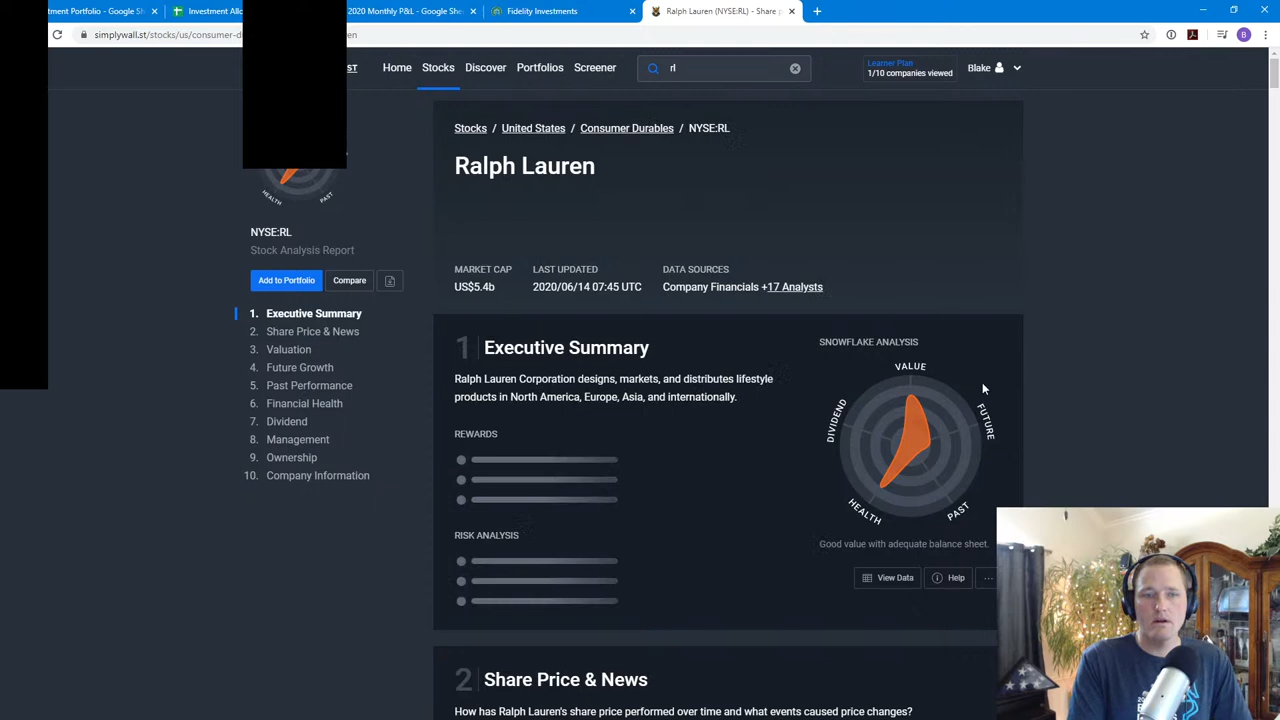 tment Portfolio - Google Sh
Investment Allo
2020 Monthly P&L - Google She
Fidelity Investments
Ralph Lauren (NYSE:RL) - Share p
simplywall.st/stocks/us/consumer-d
en
ST
Home
Stocks
Discover
Portfolios
Screener
rl
Learner Plan
1/10 companies viewed
Blake
Stocks / United States / Consumer Durables / NYSE:RL
Ralph Lauren
MARKET CAP
US$5.4b
LAST UPDATED
2020/06/14 07:45 UTC
DATA SOURCES
Company Financials +17 Analysts
HEALTH
PAST
NYSE:RL
Stock Analysis Report
Add to Portfolio
Compare
1. Executive Summary
2. Share Price & News
3. Valuation
4. Future Growth
5. Past Performance
6. Financial Health
7. Dividend
8. Management
9. Ownership
10. Company Information
1 Executive Summary
Ralph Lauren Corporation designs, markets, and distributes lifestyle
products in North America, Europe, Asia, and internationally.
REWARDS
RISK ANALYSIS
SNOWFLAKE ANALYSIS
VALUE
FUTURE
PAST
HEALTH
DIVIDEND
Good value with adequate balance sheet.
View Data
Help
2 Share Price & News
How has Ralph Lauren's share price performed over time and what events caused price changes?